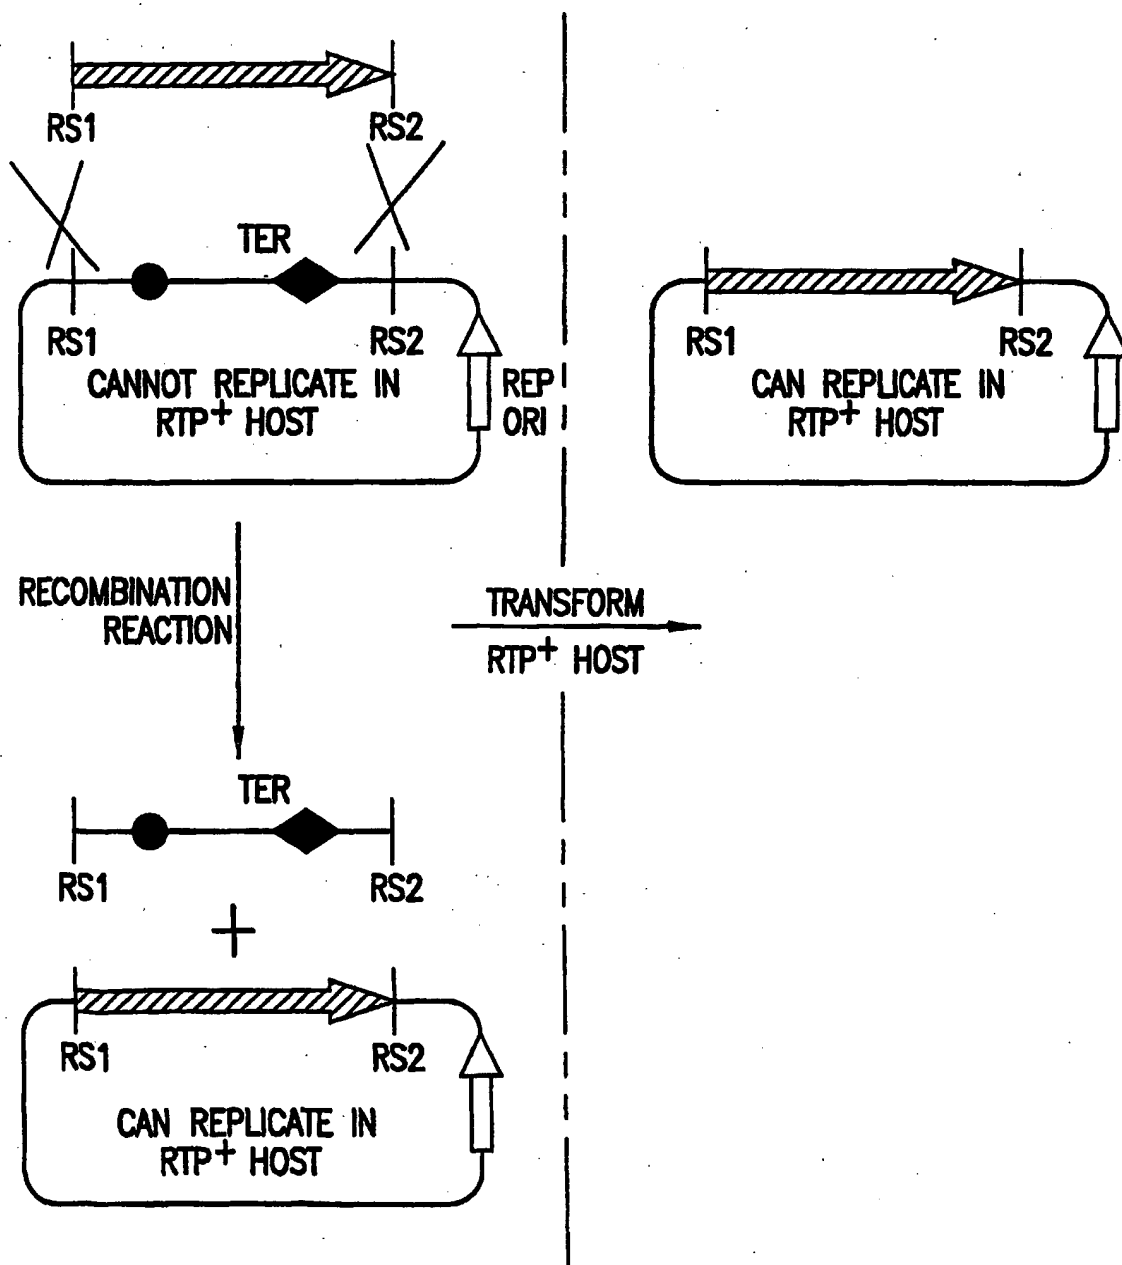 RS1
RS2
TER
RS1
RS2
CANNOT REPLICATE IN
RTP+ HOST
REP
ORI
RECOMBINATION
REACTION
TER
RS1
RS2
+
RS1
RS2
CAN REPLICATE IN
RTP+ HOST
TRANSFORM
RTP+ HOST
RS1
RS2
CAN REPLICATE IN
RTP+ HOST